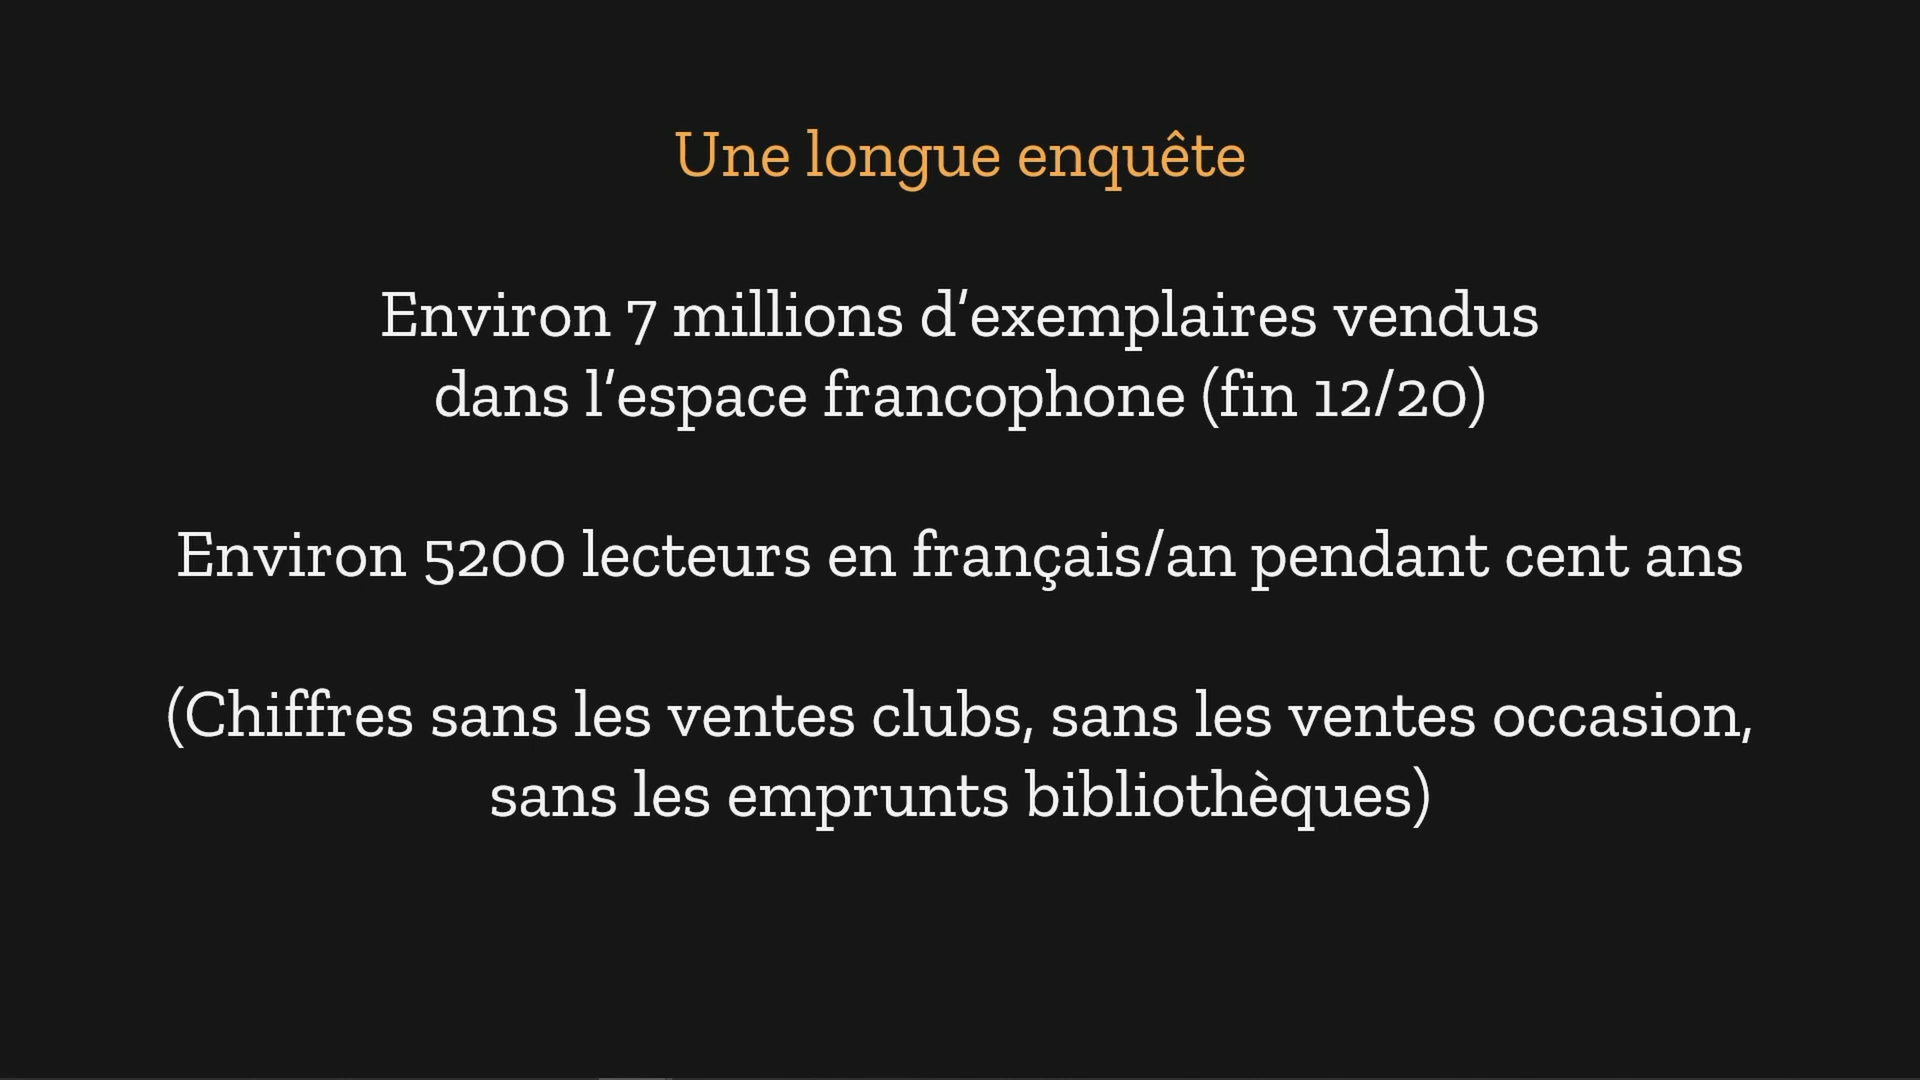 Une longue enquête
Environ 7 millions d’exemplaires vendus
dans l’espace francophone (fin 12/20)
Environ 5200 lecteurs en français/an pendant cent ans
(Chiffres sans les ventes clubs, sans les ventes occasion,
sans les emprunts bibliothèques)